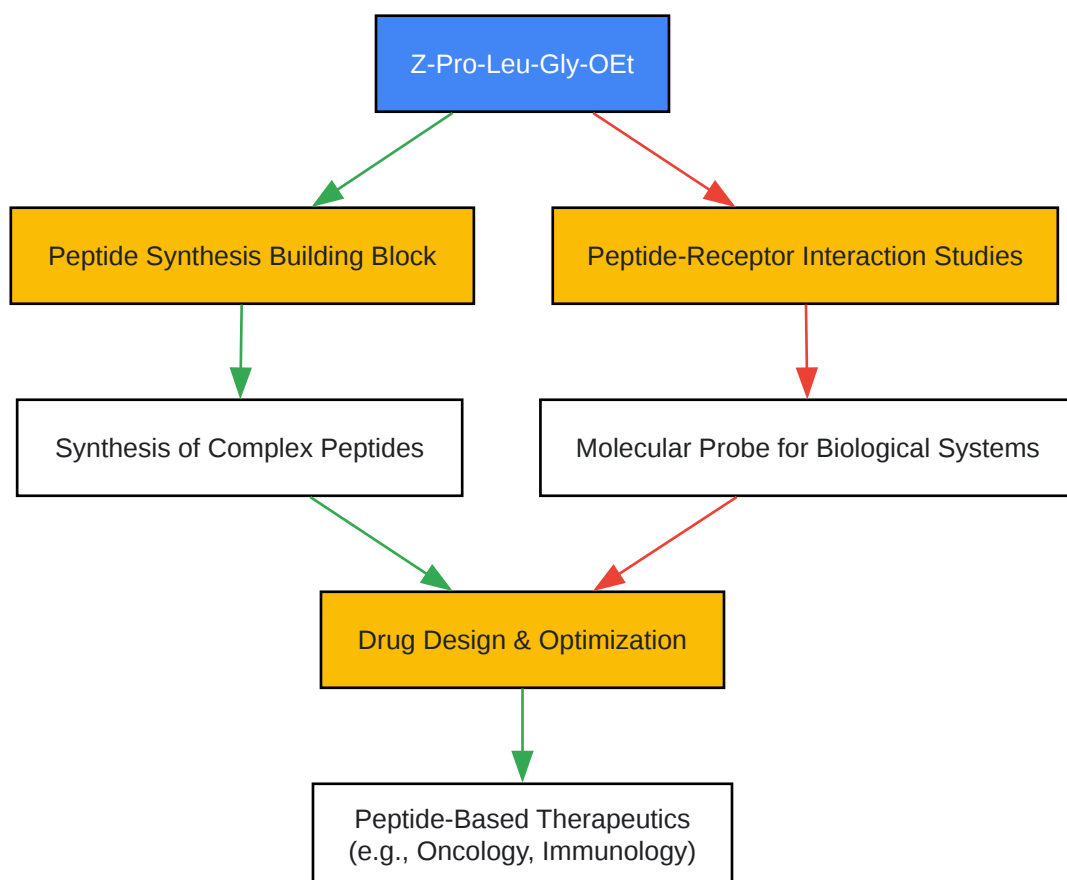 Z-Pro-Leu-Gly-OEt
Peptide Synthesis Building Block
Peptide-Receptor Interaction Studies
Synthesis of Complex Peptides
Molecular Probe for Biological Systems
Drug Design & Optimization
Peptide-Based Therapeutics
(e.g., Oncology, Immunology)